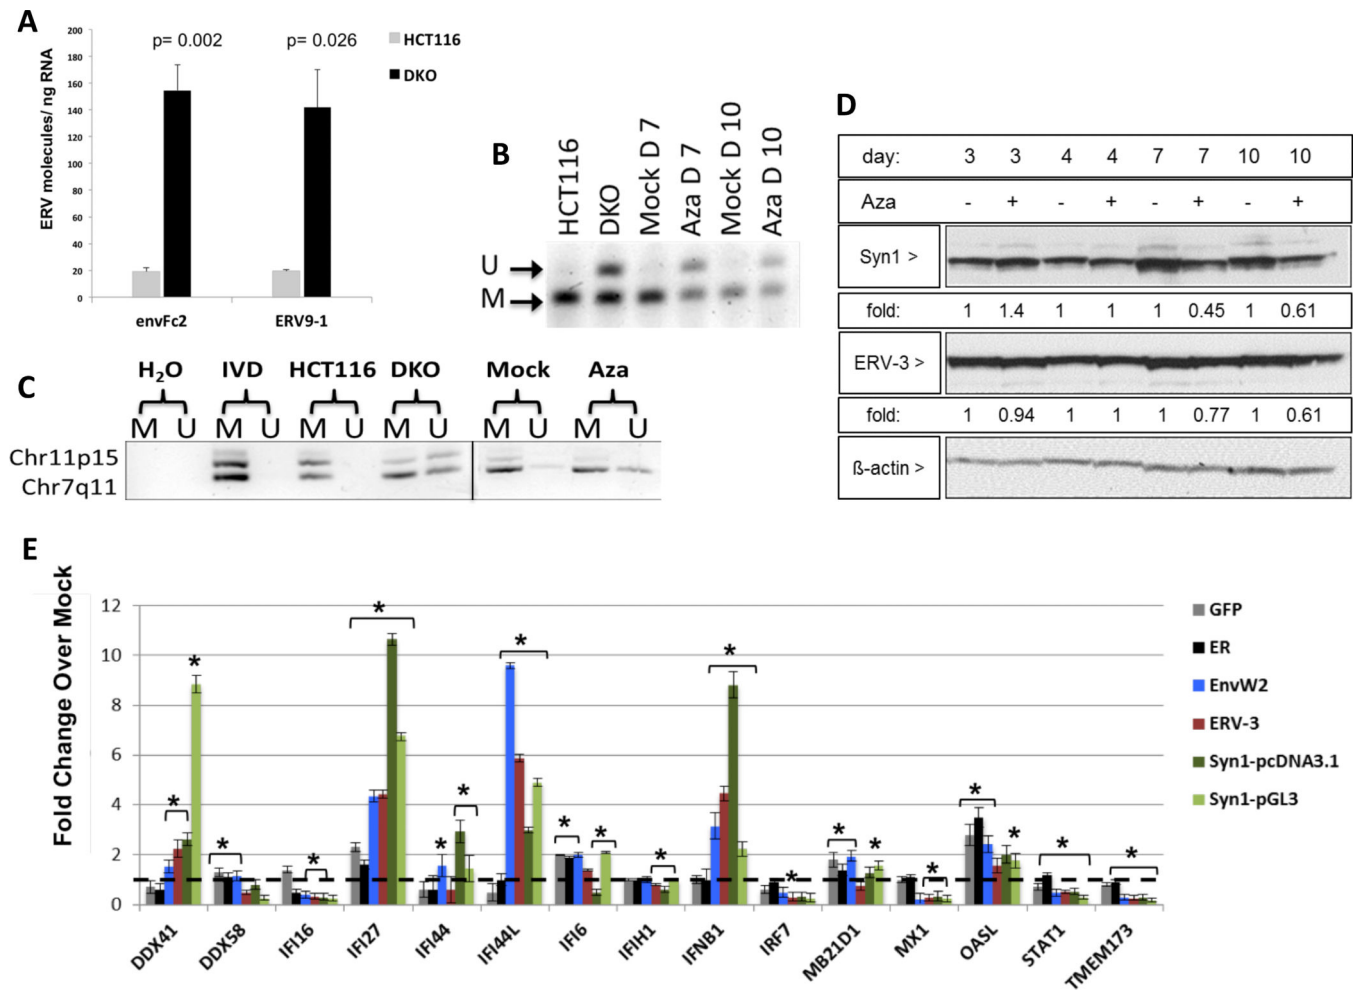 A
ERV molecules/ ng RNA
200
180
160
140
120
100
80
60
40
20
0
p= 0.002
p= 0.026
HCT116
DKO
envFc2
ERV9-1
B
HCT116
DKO
Mock D 7
Aza D 7
Mock D 10
Aza D 10
U
M
C
H₂O IVD HCT116 DKO Mock Aza
M U M U M U M U M U M U
Chr11p15
Chr7q11
D
day: 3 3 4 4 7 7 10 10
Aza - + - + - + - +
Syn1 >
fold: 1 1.4 1 1 1 0.45 1 0.61
ERV-3 >
fold: 1 0.94 1 1 1 0.77 1 0.61
ß-actin >
E
Fold Change Over Mock
12
10
8
6
4
2
0
* * * * * * * * * * * * * * * * * * *
GFP
ER
EnvW2
ERV-3
Syn1-pcDNA3.1
Syn1-pGL3
DDX41
DDX58
IFI16
IFI27
IFI44
IFI44L
IFI6
IFIH1
IFNB1
IRF7
MB21D1
MX1
OASL
STAT1
TMEM173